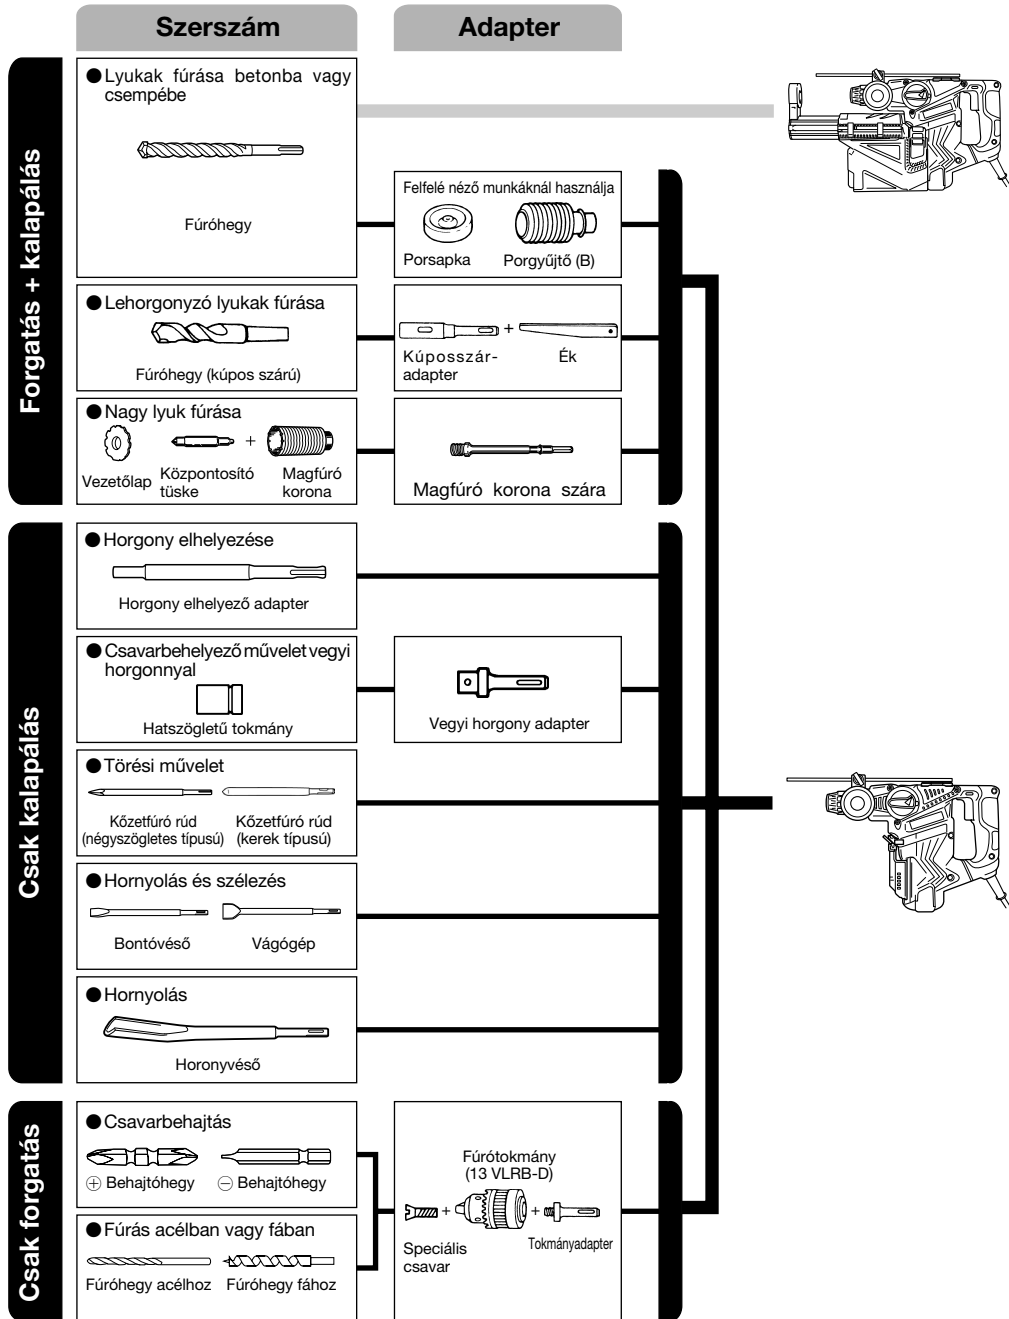 Szerszám
Adapter
Forgatás + kalapálás
● Lyukak fúrása betonba vagy
csempébe
Fúróhegy
Felfelé néző munkáknál használja
Porsapka
Porgyűjtő (B)
● Lehorgonyzó lyukak fúrása
Fúróhegy (kúpos szárú)
+
Kúposszár-
adapter
Ék
● Nagy lyuk fúrása
+
Vezetőlap
Központosító
tüske
Magfúró
korona
Magfúró korona szára
Csak kalapálás
● Horgony elhelyezése
Horgony elhelyező adapter
● Csavarbehelyező művelet vegyi
horgonnyal
Hatszögletű tokmány
Vegyi horgony adapter
● Törési művelet
Kőzetfúró rúd
(négyszögletes típusú)
Kőzetfúró rúd
(kerek típusú)
● Hornyolás és szélezés
Bontóvéső
Vágógép
● Hornyolás
Horonyvéső
Csak forgatás
● Csavarbehajtás
⊕ Behajtóhegy
⊖ Behajtóhegy
● Fúrás acélban vagy fában
Fúróhegy acélhoz
Fúróhegy fához
Fúrótokmány
(13 VLRB-D)
+ +
Speciális
csavar
Tokmányadapter